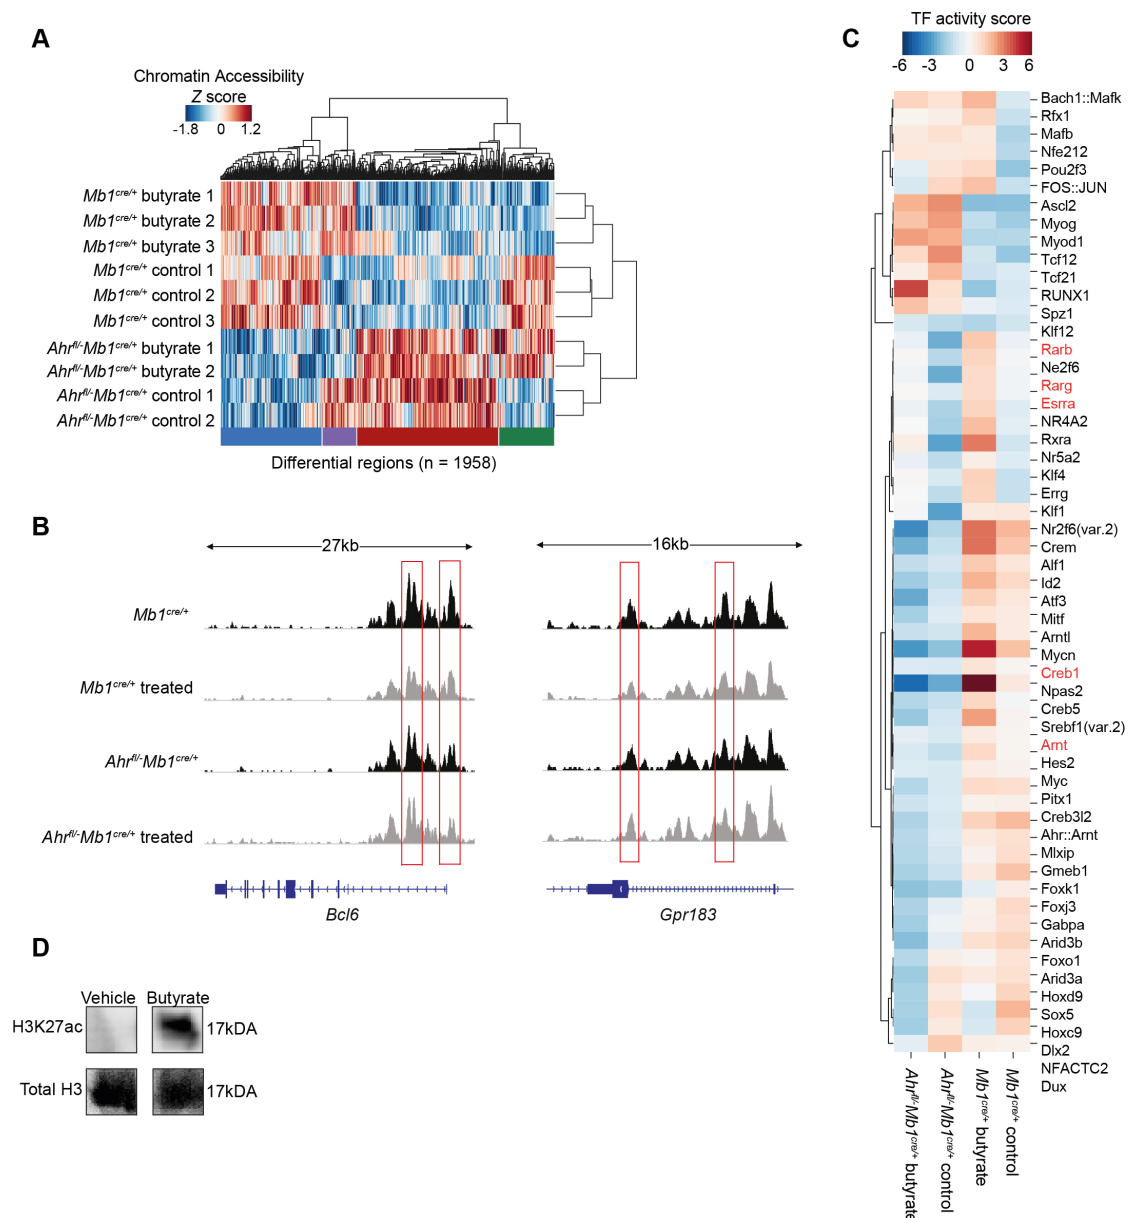 A
Chromatin Accessibility
Z score
-1.8 0 1.2
Mb1cre/+ butyrate 1
Mb1cre/+ butyrate 2
Mb1cre/+ butyrate 3
Mb1cre/+ control 1
Mb1cre/+ control 2
Mb1cre/+ control 3
Ahrfl/-Mb1cre/+ butyrate 1
Ahrfl/-Mb1cre/+ butyrate 2
Ahrfl/-Mb1cre/+ control 1
Ahrfl/-Mb1cre/+ control 2
Differential regions (n = 1958)
B
27kb
16kb
Mb1cre/+
Mb1cre/+ treated
Ahrfl/-Mb1cre/+
Ahrfl/-Mb1cre/+ treated
Bcl6
Gpr183
D
Vehicle Butyrate
H3K27ac 17kDA
Total H3 17kDA
C
TF activity score
-6 -3 0 3 6
Bach1::Mafk
Rfx1
Mafb
Nfe212
Pou2f3
FOS::JUN
Ascl2
Myog
Myod1
Tcf12
Tcf21
RUNX1
Spz1
Klf12
Rarb
Ne2f6
Rarg
Esrra
NR4A2
Rxra
Nr5a2
Klf4
Errg
Klf1
Nr2f6(var.2)
Crem
Alf1
Id2
Atf3
Mitf
Arntl
Mycn
Creb1
Npas2
Creb5
Srebf1(var.2)
Arnt
Hes2
Myc
Pitx1
Creb3l2
Ahr::Arnt
Mlxip
Gmeb1
Foxk1
Foxj3
Gabpa
Arid3b
Foxo1
Arid3a
Hoxd9
Sox5
Hoxc9
Dlx2
NFACTC2
Dux
Ahrfl/-Mb1cre/+ butyrate
Ahrfl/-Mb1cre/+ control
Mb1cre/+ butyrate
Mb1cre/+ control